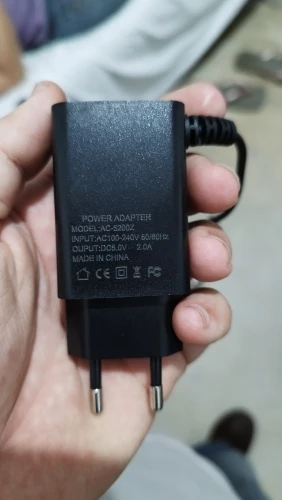 POWER ADAPTER
MODEL:AC-5200Z
INPUT:AC100-240V 50/60Hz
OUPUT:DC5.0V 2.0A
MADE IN CHINA
CE FC